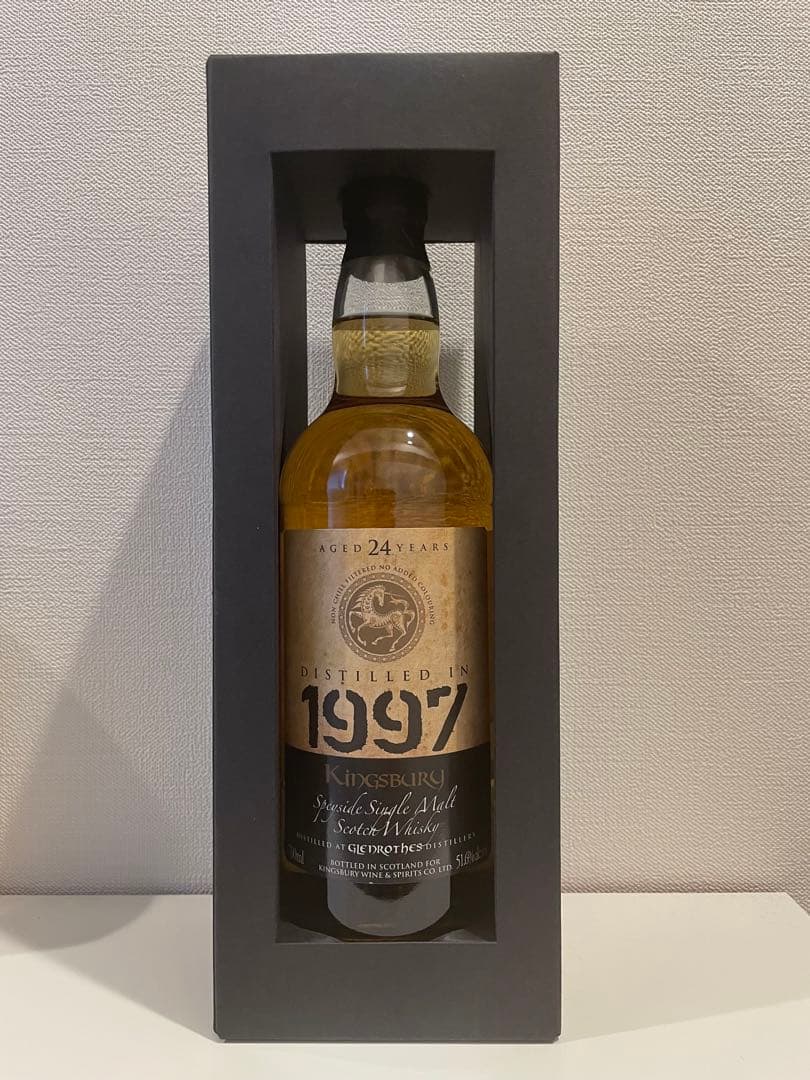 AGED 24 YEARS
NON CHILL FILTERED NO ADDED COLOURING
DISTILLED IN
1997
KINGSBURY
Speyside Single Malt
Scotch Whisky
DISTILLED AT GLENROTHES DISTILLERS
BOTTLED IN SCOTLAND FOR
KINGSBURY WINE & SPIRITS CO. LTD.